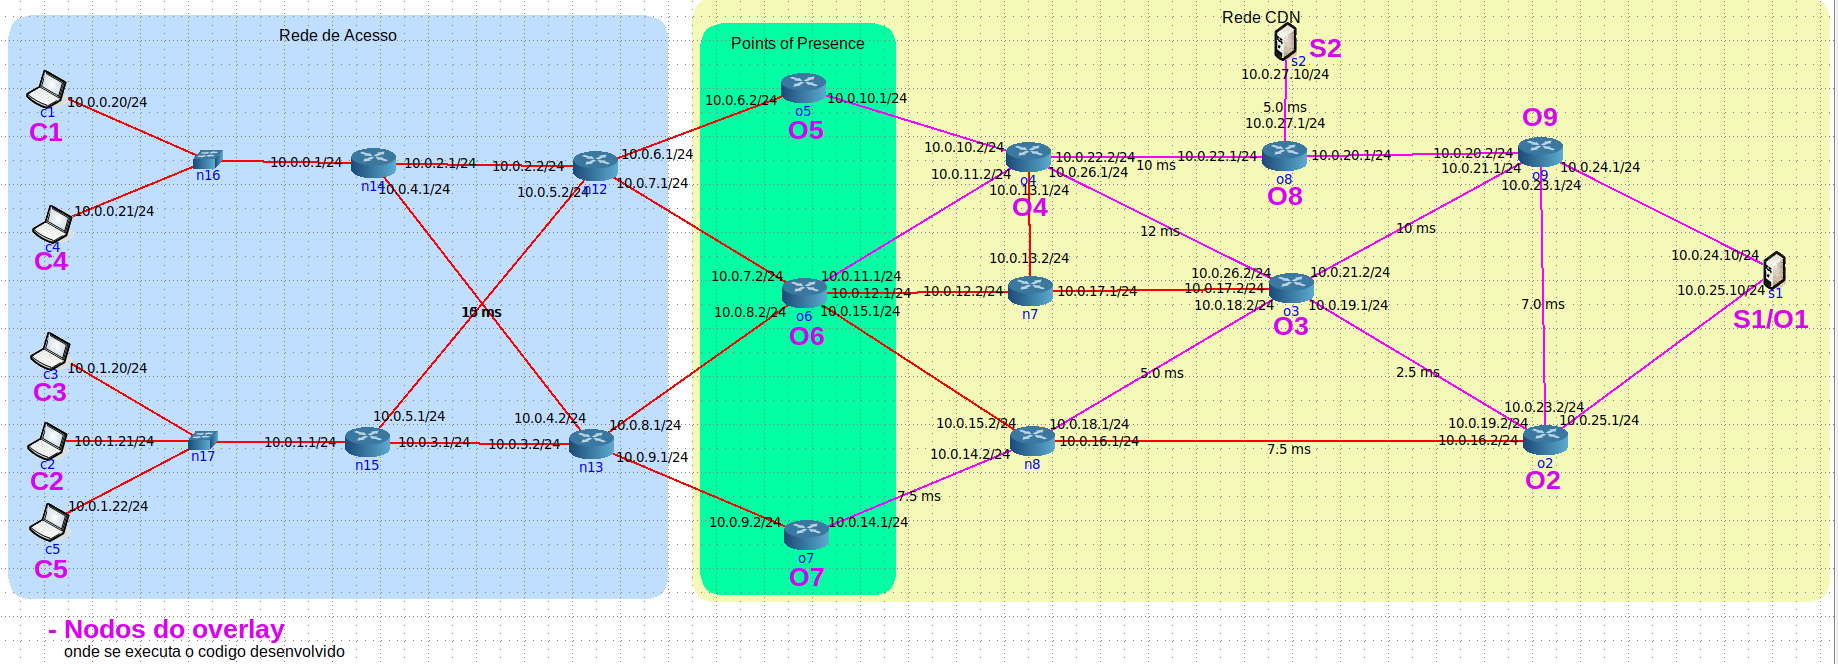 Rede de Acesso
Points of Presence
Rede CDN
s2
S2
10.0.27.10/24
5.0 ms
10.0.27.1/24
10.0.0.20/24
c1
C1
10.0.6.2/24
o5
O5
10.0.10.1/24
O9
n16
10.0.0.1/24
n14
10.0.2.1/24
10.0.4.1/24
10.0.2.2/24
10.0.5.2/24
n12
10.0.6.1/24
10.0.7.1/24
10.0.10.2/24
10.0.11.2/24
o4
10.0.22.2/24
10.0.26.1/24
10.0.13.1/24
O4
10 ms
10.0.22.1/24
o8
O8
10.0.20.1/24
10.0.20.2/24
10.0.21.1/24
o9
10.0.23.1/24
10.0.24.1/24
10.0.0.21/24
c4
C4
12 ms
10 ms
10.0.13.2/24
10.0.24.10/24
10.0.25.10/24
s1
S1/O1
10.0.7.2/24
10.0.8.2/24
10.0.11.1/24
10.0.12.1/24
10.0.15.1/24
o6
O6
10.0.12.2/24
n7
10.0.17.1/24
10.0.26.2/24
10.0.17.2/24
10.0.18.2/24
10.0.21.2/24
10.0.19.1/24
o3
O3
7.0 ms
ms
c3
C3
10.0.1.20/24
5.0 ms
2.5 ms
10.0.5.1/24
10.0.4.2/24
10.0.8.1/24
10.0.15.2/24
10.0.18.1/24
10.0.16.1/24
10.0.14.2/24
n8
10.0.23.2/24
10.0.19.2/24
10.0.16.2/24
10.0.25.1/24
o2
O2
7.5 ms
10.0.1.21/24
c2
C2
n17
10.0.1.1/24
n15
10.0.3.1/24
10.0.3.2/24
n13
10.0.9.1/24
7.5 ms
10.0.1.22/24
c5
C5
10.0.9.2/24
10.0.14.1/24
o7
O7
- Nodos do overlay
onde se executa o codigo desenvolvido